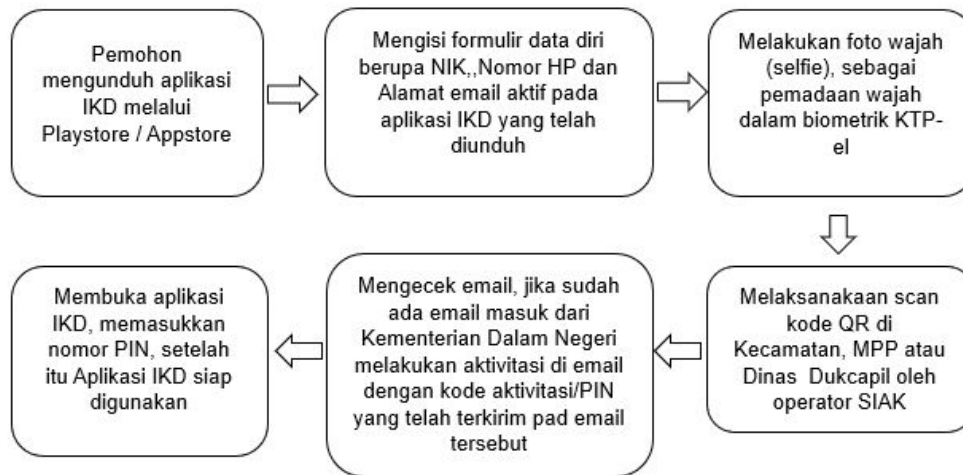 Pemohon
mengunduh aplikasi
IKD melalui
Playstore / Appstore
Mengisi formulir data diri
berupa NIK,,Nomor HP dan
Alamat email aktif pada
aplikasi IKD yang telah
diunduh
Melakukan foto wajah
(selfie), sebagai
pemadaan wajah
dalam biometrik KTP-
el
Melaksanakaan scan
kode QR di
Kecamatan, MPP atau
Dinas Dukcapil oleh
operator SIAK
Mengecek email, jika sudah
ada email masuk dari
Kementerian Dalam Negeri
melakukan aktivitasi di email
dengan kode aktivitasi/PIN
yang telah terkirim pad email
tersebut
Membuka aplikasi
IKD, memasukkan
nomor PIN, setelah
itu Aplikasi IKD siap
digunakan